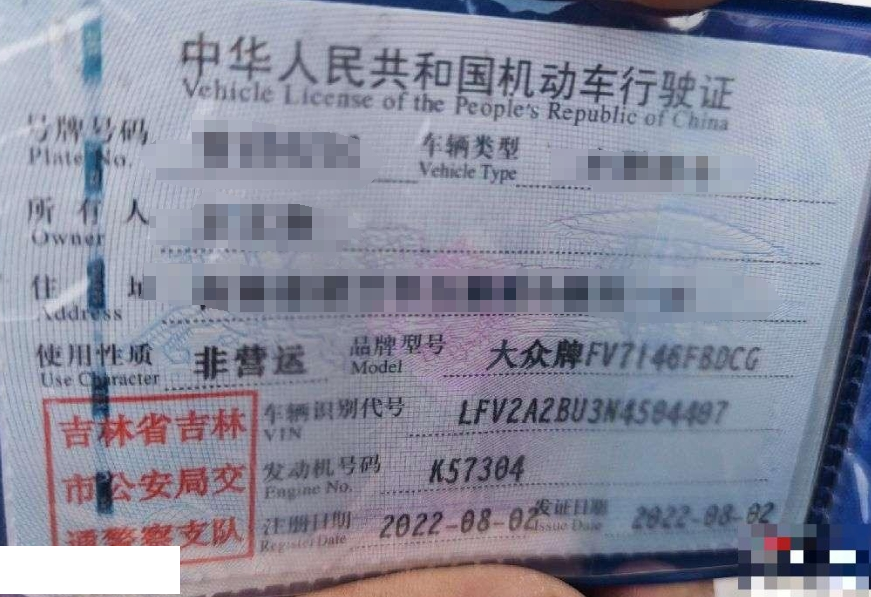 中华人民共和国机动车行驶证
Vehicle License of the People's Republic of China
号牌号码 车辆类型
Plate No. Vehicle Type
所有人
Owner
住址
Address
使用性质 非营运 品牌型号 大众牌FV7146FBDCG
Use Character Model
吉林省吉林
市公安局交
通警察支队
车辆识别代号 LFV2A2BU3N4504407
VIN
发动机号码 K57304
Engine No.
注册日期 2022-08-02 发证日期 2022-08-02
Register Date Issue Date